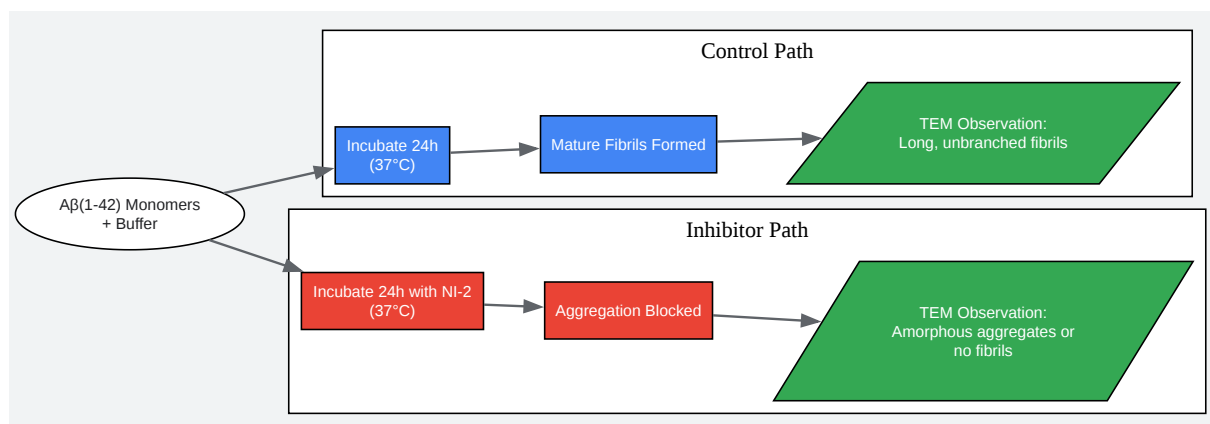 Aβ(1-42) Monomers
+ Buffer
Control Path
Incubate 24h
(37°C)
Mature Fibrils Formed
TEM Observation:
Long, unbranched fibrils
Inhibitor Path
Incubate 24h with NI-2
(37°C)
Aggregation Blocked
TEM Observation:
Amorphous aggregates or
no fibrils